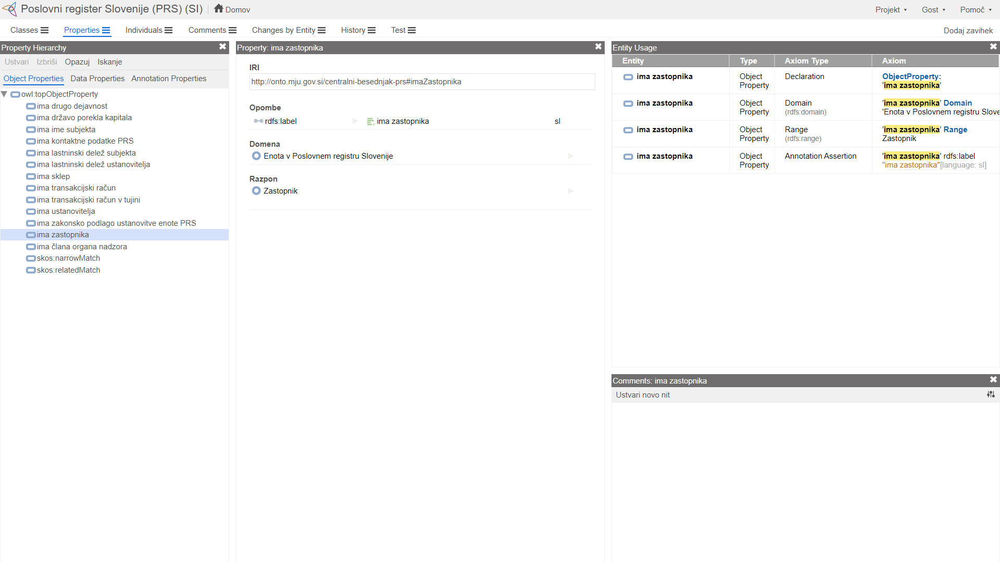 Poslovni register Slovenije (PRS) (SI) Domov Projekt Gost Pomoč
Classes Properties Individuals Comments Changes by Entity History Test Dodaj zavihek
Property Hierarchy
Ustvari Izbriši Opazuj Iskanje
Object Properties Data Properties Annotation Properties
owl:topObjectProperty
ima drugo dejavnost
ima državo porekla kapitala
ima ime subjekta
ima kontaktne podatke PRS
ima lastninski delež subjekta
ima lastninski delež ustanovitelja
ima sklep
ima transakcijski račun
ima transakcijski račun v tujini
ima ustanovitelja
ima zakonsko podlago ustanovitve enote PRS
ima zastopnika
ima člana organa nadzora
skos:narrowMatch
skos:relatedMatch
Property: ima zastopnika
IRI
http://onto.mju.gov.si/centralni-besednjak-prs#imaZastopnika
Opombe
rdfs:label ima zastopnika sl
Domena
Enota v Poslovnem registru Slovenije
Razpon
Zastopnik
Entity Usage
Entity Type Axiom Type Axiom
ima zastopnika Object Property Declaration ObjectProperty: 'ima zastopnika'
ima zastopnika Object Property Domain (rdfs:domain) 'ima zastopnika' Domain 'Enota v Poslovnem registru Slove
ima zastopnika Object Property Range (rdfs:range) 'ima zastopnika' Range Zastopnik
ima zastopnika Object Property Annotation Assertion 'ima zastopnika' rdfs:label "ima zastopnika"[language: sl]
Comments: ima zastopnika
Ustvari novo nit